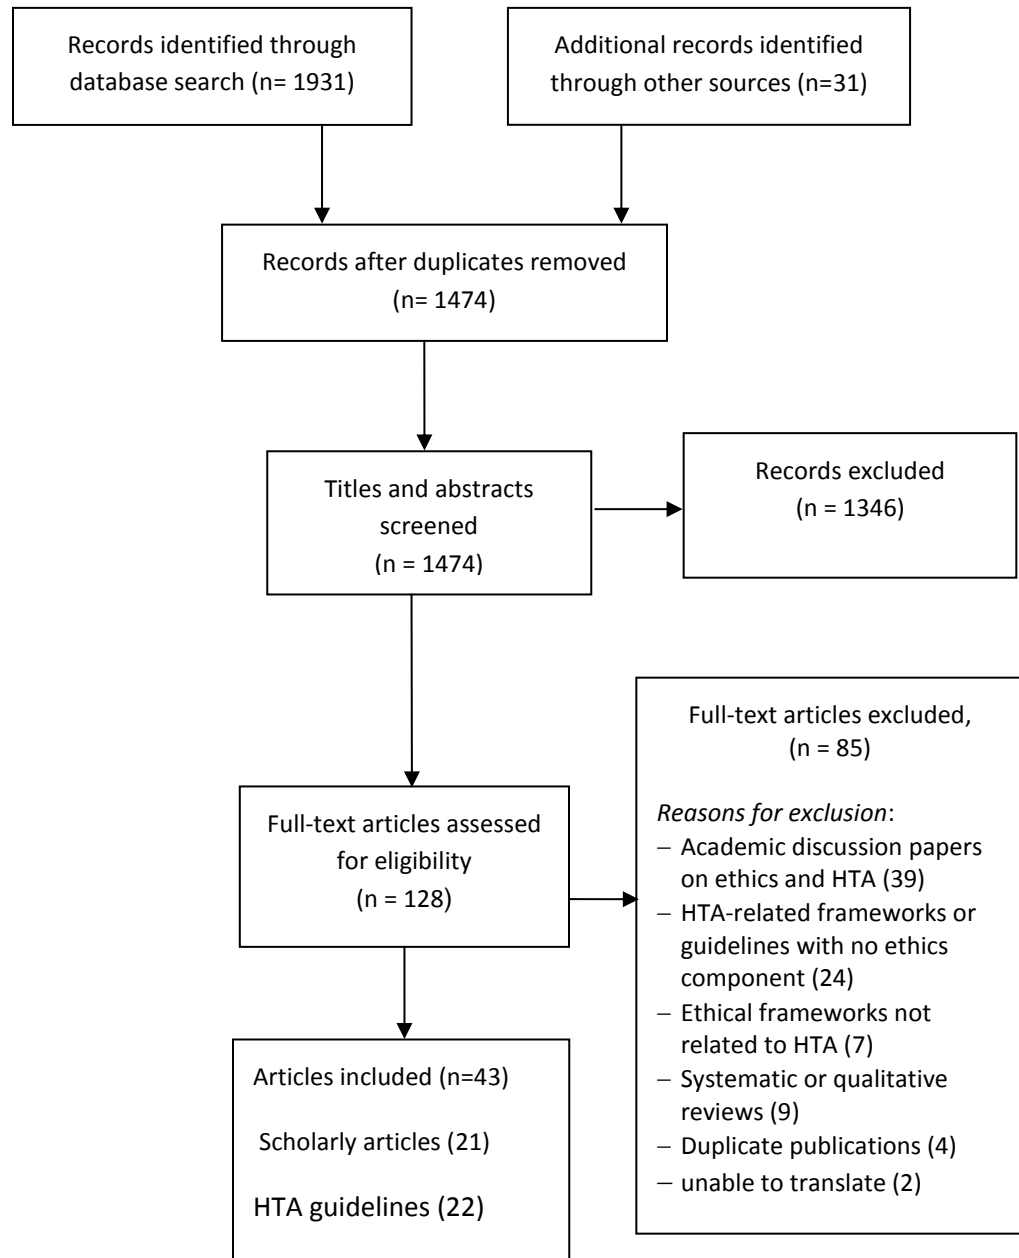 Records identified through
database search (n= 1931)
Additional records identified
through other sources (n=31)
Records after duplicates removed
(n= 1474)
Titles and abstracts
screened
(n = 1474)
Records excluded
(n = 1346)
Full-text articles assessed
for eligibility
(n = 128)
Full-text articles excluded,
(n = 85)
Reasons for exclusion:
– Academic discussion papers
on ethics and HTA (39)
– HTA-related frameworks or
guidelines with no ethics
component (24)
– Ethical frameworks not
related to HTA (7)
– Systematic or qualitative
reviews (9)
– Duplicate publications (4)
– unable to translate (2)
Articles included (n=43)
Scholarly articles (21)
HTA guidelines (22)